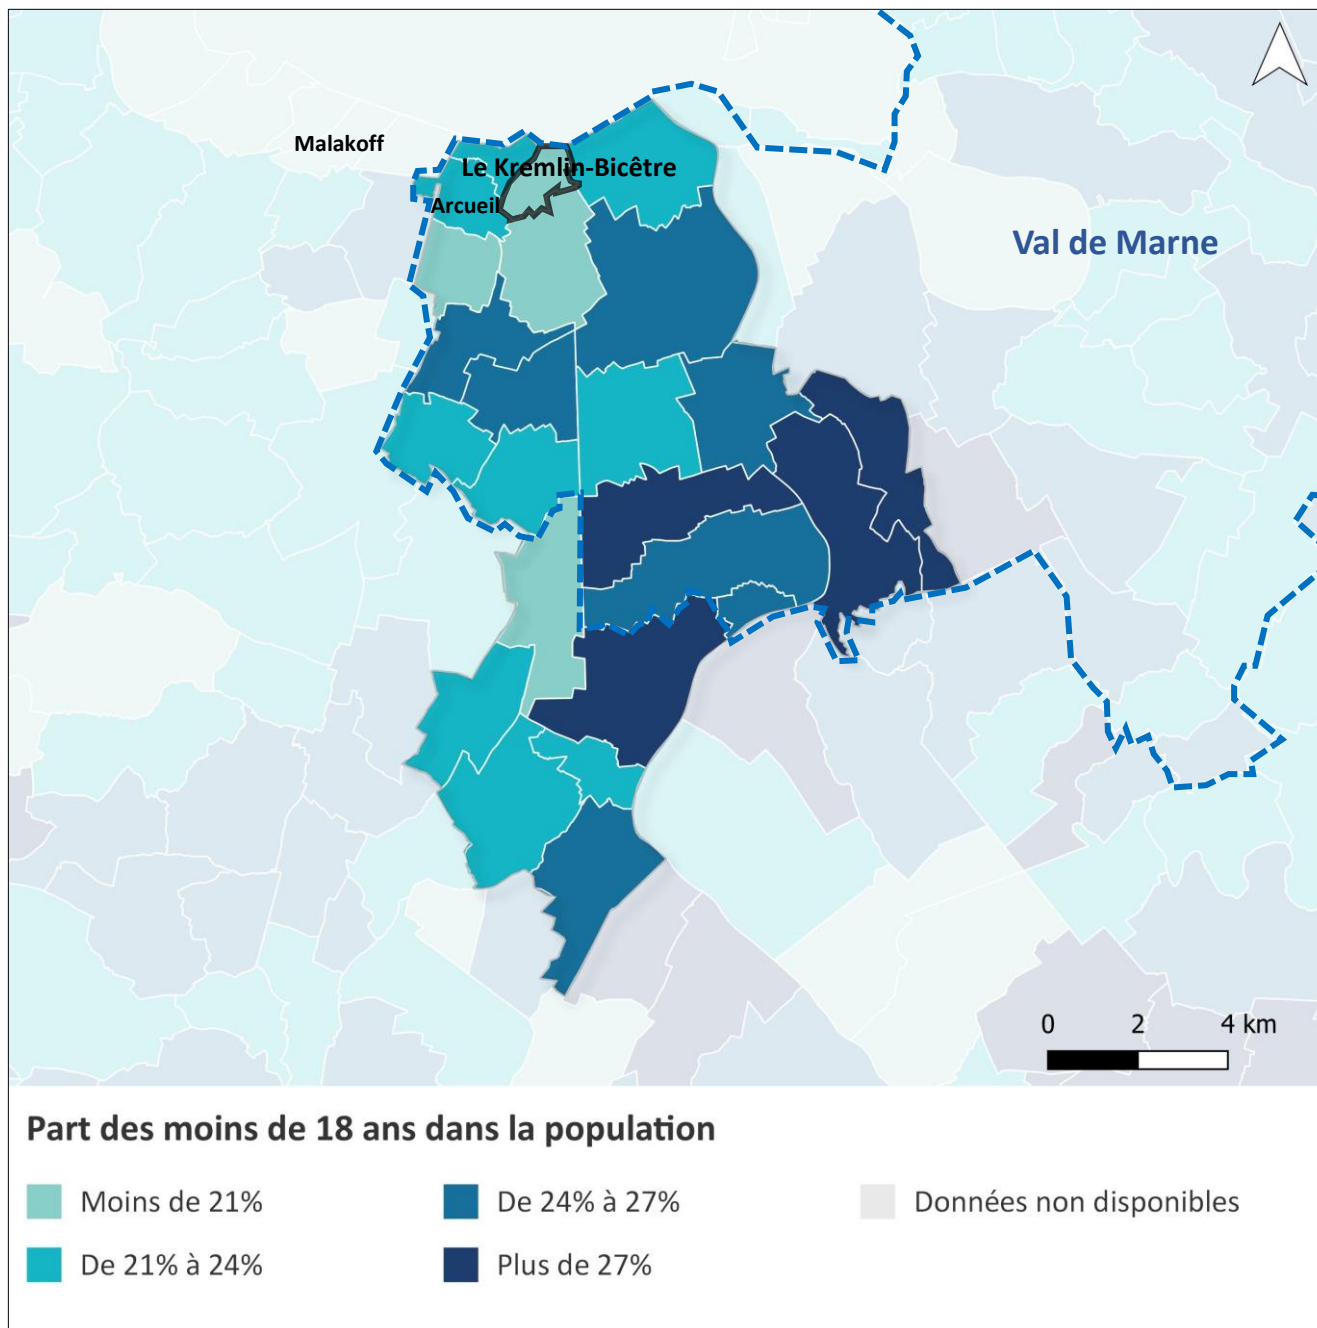 Malakoff
Le Kremlin-Bicêtre
Arcueil
Val de Marne
0 2 4 km
Part des moins de 18 ans dans la population
Moins de 21%
De 24% à 27%
Données non disponibles
De 21% à 24%
Plus de 27%